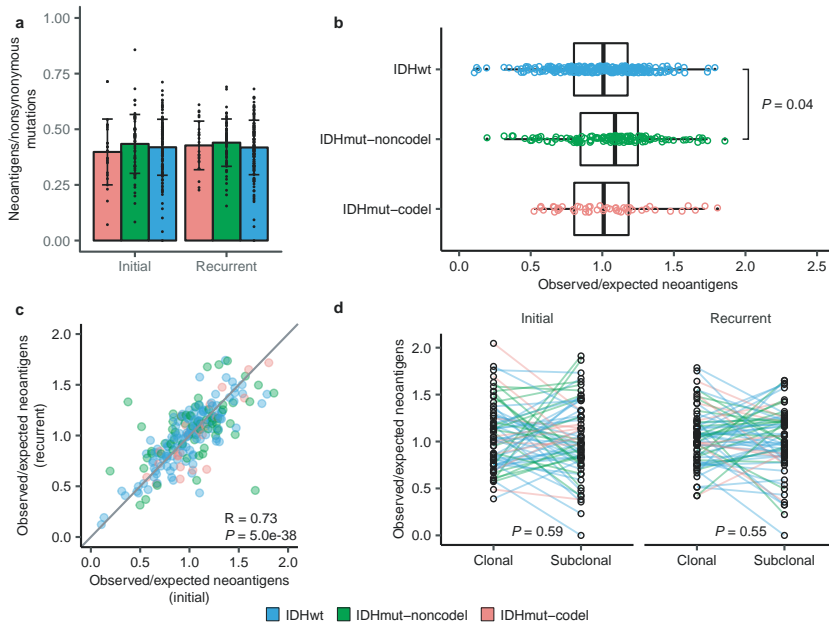 a
Neoantigens/nonsynonymous
mutations
1.00
0.75
0.50
0.25
0.00
Initial
Recurrent
b
IDHwt
IDHmut−noncodel
IDHmut−codel
P = 0.04
0.0
0.5
1.0
1.5
2.0
2.5
Observed/expected neoantigens
c
Observed/expected neoantigens
(recurrent)
2.0
1.5
1.0
0.5
0.0
R = 0.73
P = 5.0e-38
0.0
0.5
1.0
1.5
2.0
Observed/expected neoantigens
(initial)
d
Initial
Recurrent
Observed/expected neoantigens
2.0
1.5
1.0
0.5
0.0
P = 0.59
P = 0.55
Clonal
Subclonal
Clonal
Subclonal
IDHwt
IDHmut−noncodel
IDHmut−codel